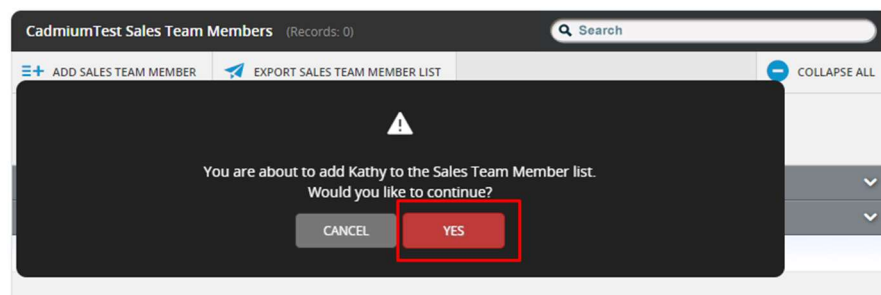 CadmiumTest Sales Team Members (Records: 0) Search
ADD SALES TEAM MEMBER EXPORT SALES TEAM MEMBER LIST COLLAPSE ALL
You are about to add Kathy to the Sales Team Member list.
Would you like to continue?
CANCEL YES